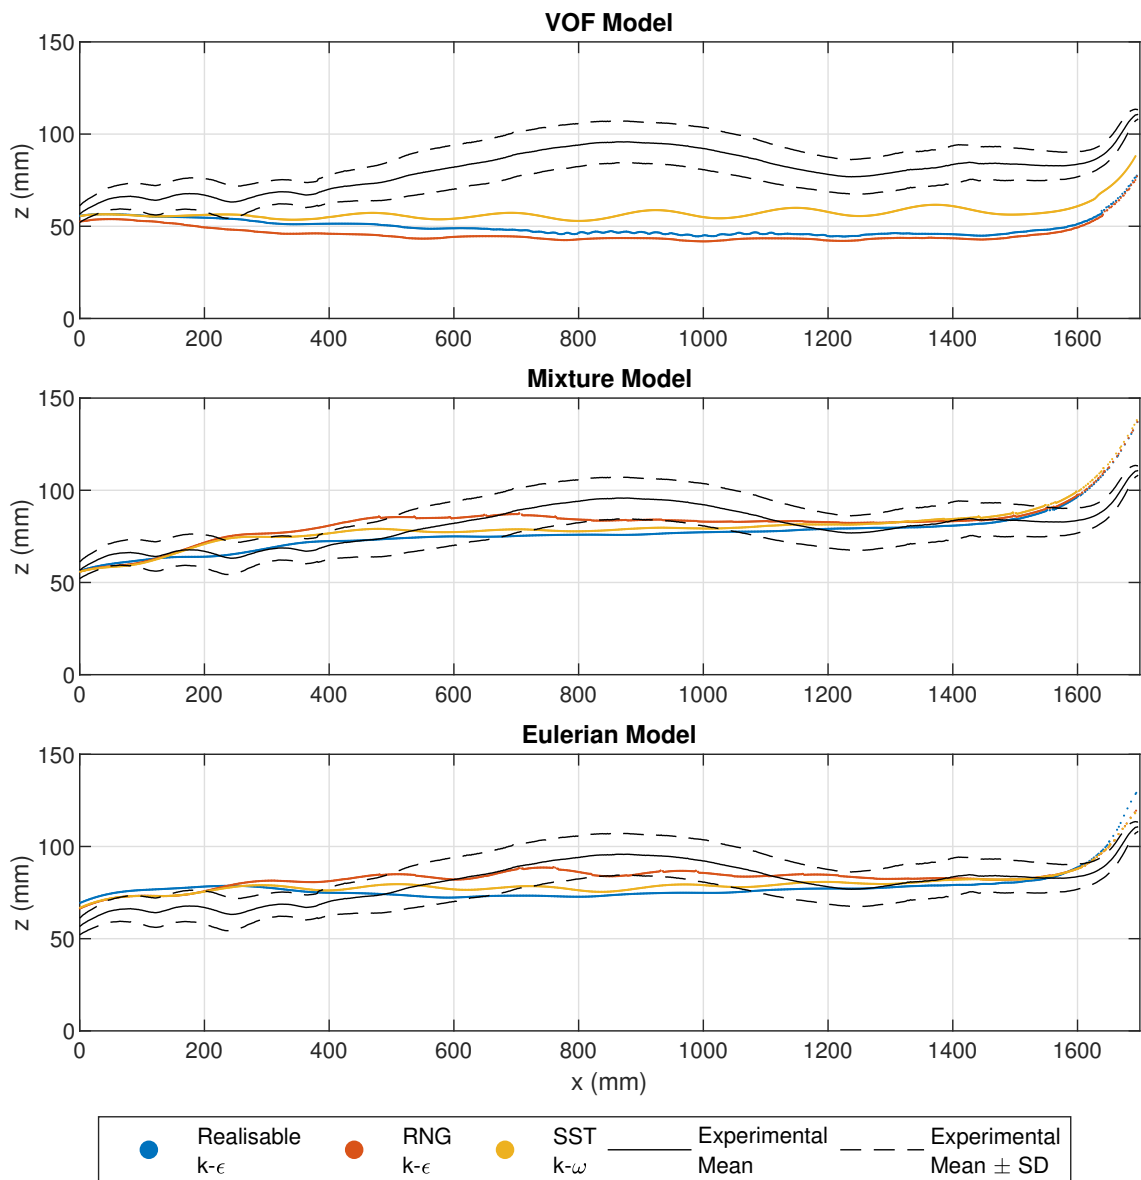 VOF Model
150
100
50
0
z (mm)
0 200 400 600 800 1000 1200 1400 1600
Mixture Model
150
100
50
0
z (mm)
0 200 400 600 800 1000 1200 1400 1600
Eulerian Model
150
100
50
0
z (mm)
0 200 400 600 800 1000 1200 1400 1600
x (mm)
Realisable RNG SST Experimental Experimental
k-ϵ k-ϵ k-ω Mean Mean ± SD